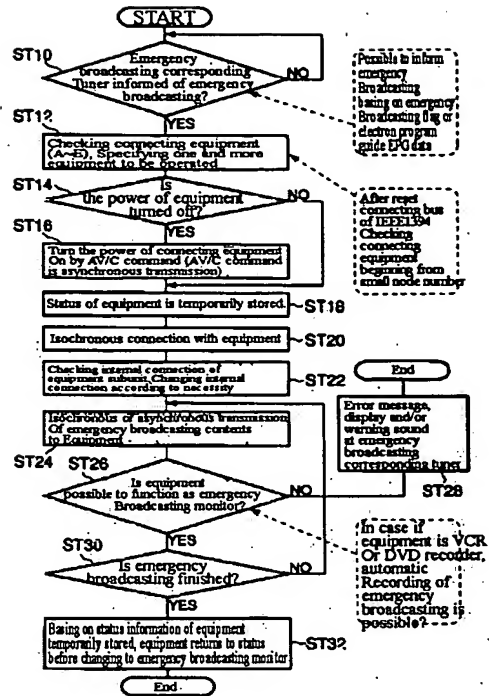 START
ST10
Emergency
broadcasting corresponding
Tuner informed of emergency
broadcasting?
NO
YES
Possible to inform
emergency
Broadcasting
basing on emergency
Broadcasting flag or
electron program
guide EPG data
ST12
Checking connecting equipment
(A~E), Specifying one and more
equipment to be operated
ST14
Is
the power of equipment
turned off?
NO
YES
After reset
connecting bus
of IEEE1394
Checking
connecting
equipment
beginning from
small node number
ST16
Turn the power of connecting equipment
On by AV/C command (AV/C command
is asynchronous transmission)
Status of equipment is temporarily stored.
ST18
Isochronous connection with equipment
ST20
Checking internal connection of
equipment subunit, Changing internal
connection according to necessity
ST22
End
Isochronous of asynchronous transmission
Of emergency broadcasting contents
to Equipment
ST24
Error message,
display and/or
warning sound
at emergency
broadcasting
corresponding tuner
ST28
ST26
Is equipment
possible to function as emergency
Broadcasting monitor?
NO
YES
In case if
equipment is VCR
Or DVD recorder,
automatic
Recording of
emergency
broadcasting is
possible?
ST30
Is emergency
broadcasting finished?
NO
YES
Basing on status information of equipment
temporarily stored, equipment returns to status
before changing to emergency broadcasting monitor
ST32
End